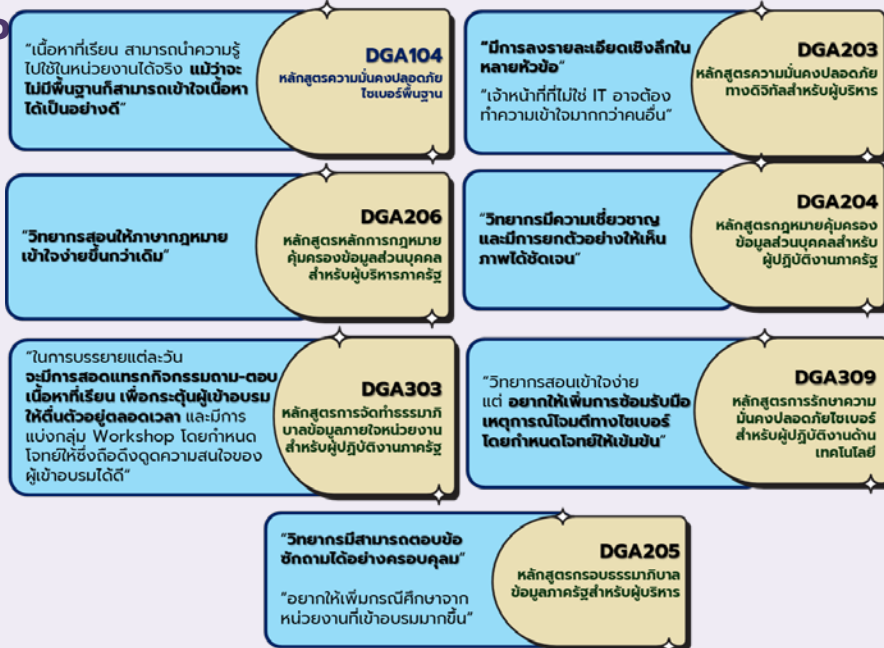 “เนื้อหาที่เรียน สามารถนำความรู้
ไปใช้ในหน่วยงานได้จริง แม้ว่าจะ
ไม่มีพื้นฐานก็สามารถเข้าใจเนื้อหา
ได้เป็นอย่างดี”
DGA104
หลักสูตรความมั่นคงปลอดภัย
ไซเบอร์พื้นฐาน
“มีการลงรายละเอียดเชิงลึกใน
หลายหัวข้อ”
“เจ้าหน้าที่ที่ไม่ใช่ IT อาจต้อง
ทำความเข้าใจมากกว่าคนอื่น”
DGA203
หลักสูตรความมั่นคงปลอดภัย
ทางดิจิทัลสำหรับผู้บริหาร
“วิทยากรสอนให้ภาษากฎหมาย
เข้าใจง่ายขึ้นกว่าเดิม”
DGA206
หลักสูตรหลักการกฎหมาย
คุ้มครองข้อมูลส่วนบุคคล
สำหรับผู้บริหารภาครัฐ
“วิทยากรมีความเชี่ยวชาญ
และมีการยกตัวอย่างให้เห็น
ภาพได้ชัดเจน”
DGA204
หลักสูตรกฎหมายคุ้มครอง
ข้อมูลส่วนบุคคลสำหรับ
ผู้ปฏิบัติงานภาครัฐ
“ในการบรรยายแต่ละวัน
จะมีการสอดแทรกกิจกรรมถาม-ตอบ
เนื้อหาที่เรียน เพื่อกระตุ้นผู้เข้าอบรม
ให้ตื่นตัวอยู่ตลอดเวลา และมีการ
แบ่งกลุ่ม Workshop โดยกำหนด
โจทย์ให้ซึ่งถือดึงดูดความสนใจของ
ผู้เข้าอบรมได้ดี”
DGA303
หลักสูตรการจัดทำธรรมาภิ
บาลข้อมูลภายใจหน่วยงาน
สำหรับผู้ปฏิบัติงานภาครัฐ
“วิทยากรสอนเข้าใจง่าย
แต่ อยากให้เพิ่มการซ้อมรับมือ
เหตุการณ์โจมตีทางไซเบอร์
โดยกำหนดโจทย์ให้เข้มข้น”
DGA309
หลักสูตรการรักษาความ
มั่นคงปลอดภัยไซเบอร์
สำหรับผู้ปฏิบัติงานด้าน
เทคโนโลยี
“วิทยากรมีสามารถตอบข้อ
ซักถามได้อย่างครอบคุลม”
“อยากให้เพิ่มกรณีศึกษาจาก
หน่วยงานที่เข้าอบรมมากขึ้น”
DGA205
หลักสูตรกรอบธรรมาภิบาล
ข้อมูลภาครัฐสำหรับผู้บริหาร